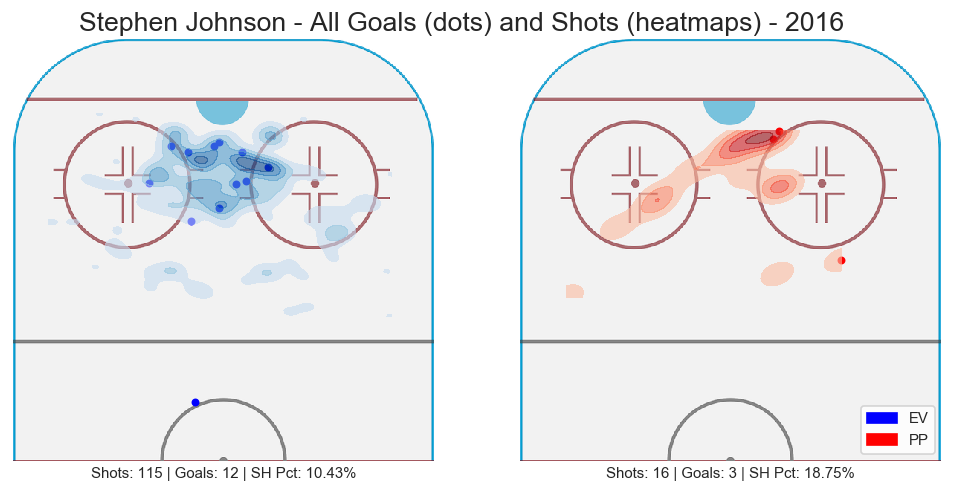 Stephen Johnson - All Goals (dots) and Shots (heatmaps) - 2016
EV
PP
Shots: 115 | Goals: 12 | SH Pct: 10.43%
Shots: 16 | Goals: 3 | SH Pct: 18.75%